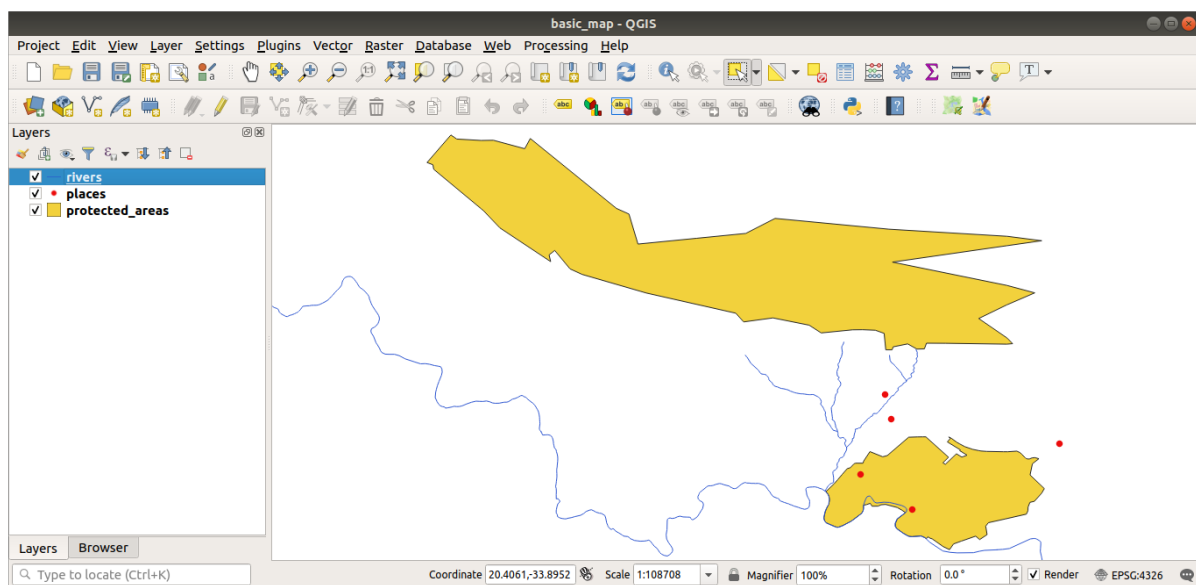 basic_map - QGIS
Project Edit View Layer Settings Plugins Vector Raster Database Web Processing Help
Layers
rivers
places
protected_areas
Layers Browser
Type to locate (Ctrl+K) Coordinate 20.4061,-33.8952 Scale 1:108708 Magnifier 100% Rotation 0.0 ° Render EPSG:4326